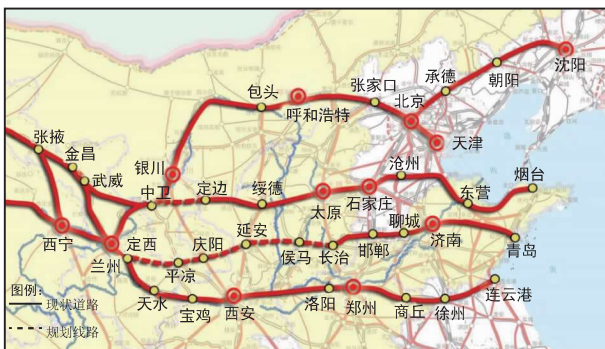 沈阳
朝阳
承德
张家口
包头
呼和浩特
北京
天津
张掖
金昌
武威
银川
中卫
定边
绥德
太原
石家庄
沧州
东营
烟台
西宁
兰州
定西
平凉
庆阳
延安
侯马
长治
邯郸
聊城
济南
青岛
天水
宝鸡
西安
洛阳
郑州
商丘
徐州
连云港
图例:
现状道路
规划线路